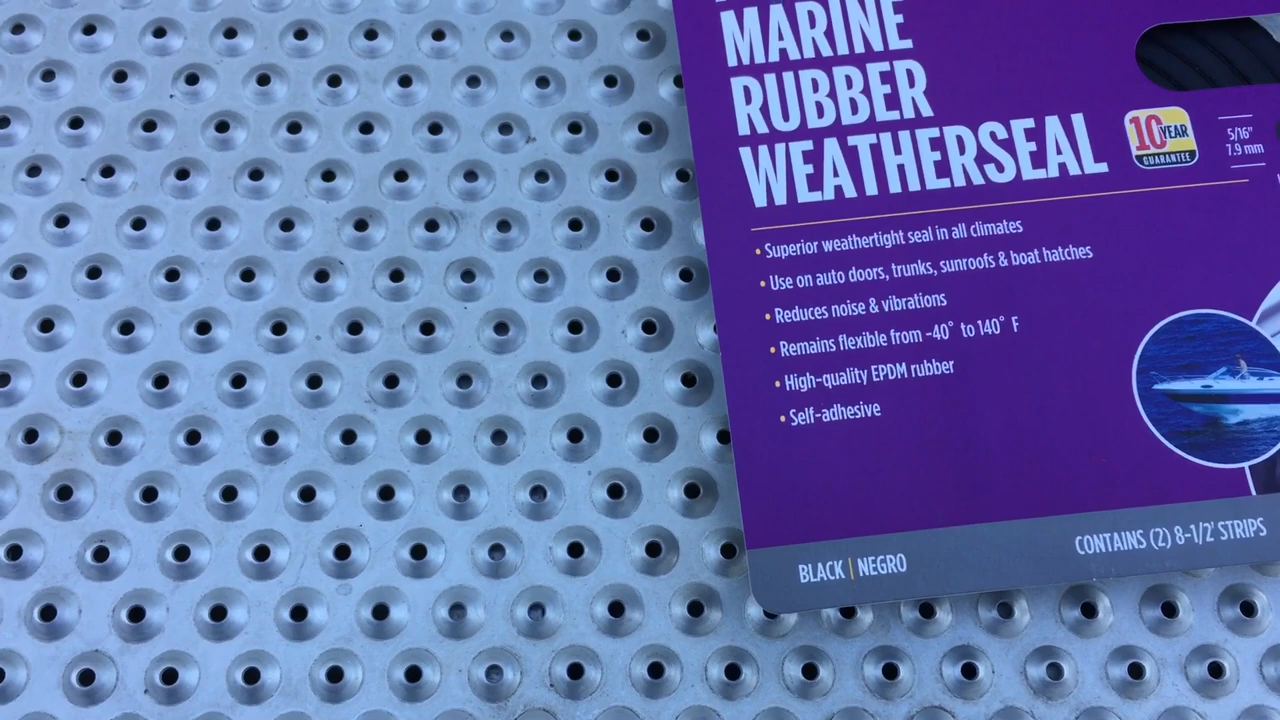 MARINE
RUBBER
WEATHERSEAL
10 YEAR
GUARANTEE
5/16"
7.9 mm
• Superior weathertight seal in all climates
• Use on auto doors, trunks, sunroofs & boat hatches
• Reduces noise & vibrations
• Remains flexible from -40° to 140° F
• High-quality EPDM rubber
• Self-adhesive
BLACK | NEGRO
CONTAINS (2) 8-1/2' STRIPS